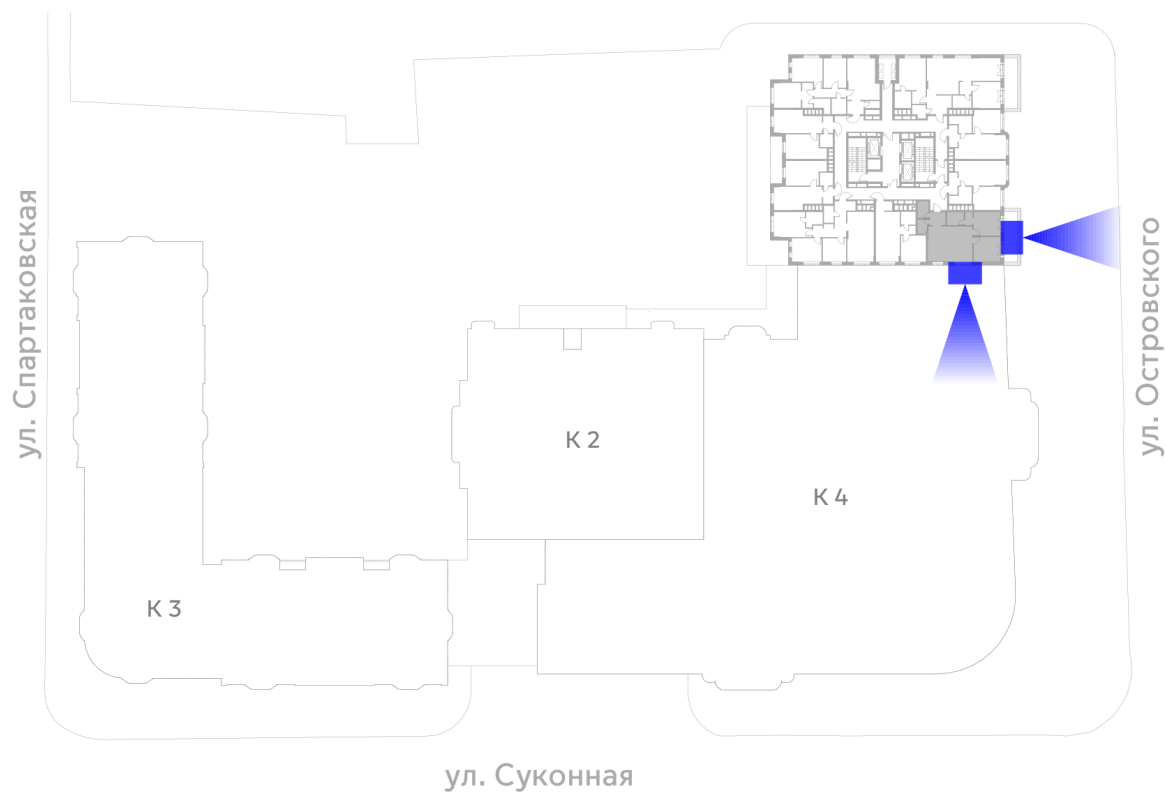 ул. Спартаковская
ул. Островского
К 2
К 4
К 3
ул. Суконная